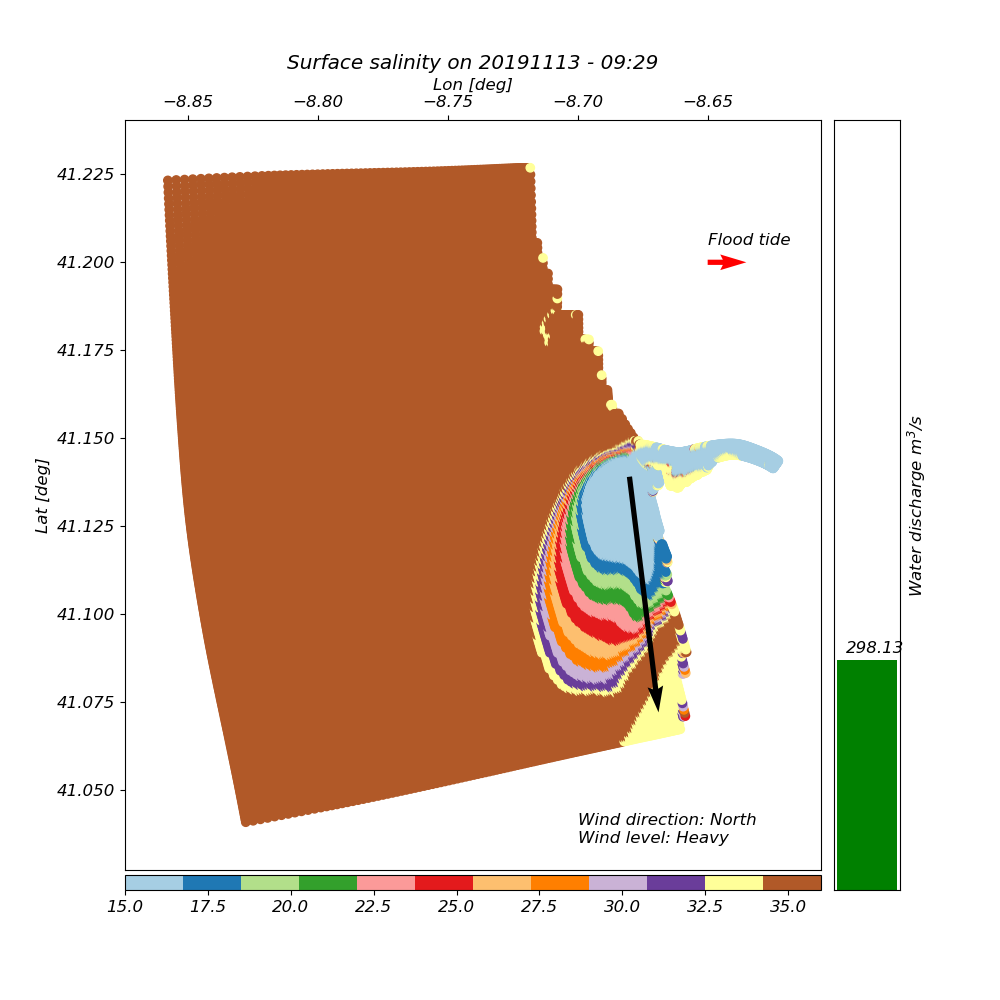 Surface salinity on 20191113 - 09:29
Lon [deg]
−8.85 −8.80 −8.75 −8.70 −8.65
41.225
41.200
41.175
41.150
41.125
41.100
41.075
41.050
Lat [deg]
Flood tide
Wind direction: North
Wind level: Heavy
15.0 17.5 20.0 22.5 25.0 27.5 30.0 32.5 35.0
298.13
Water discharge m³/s